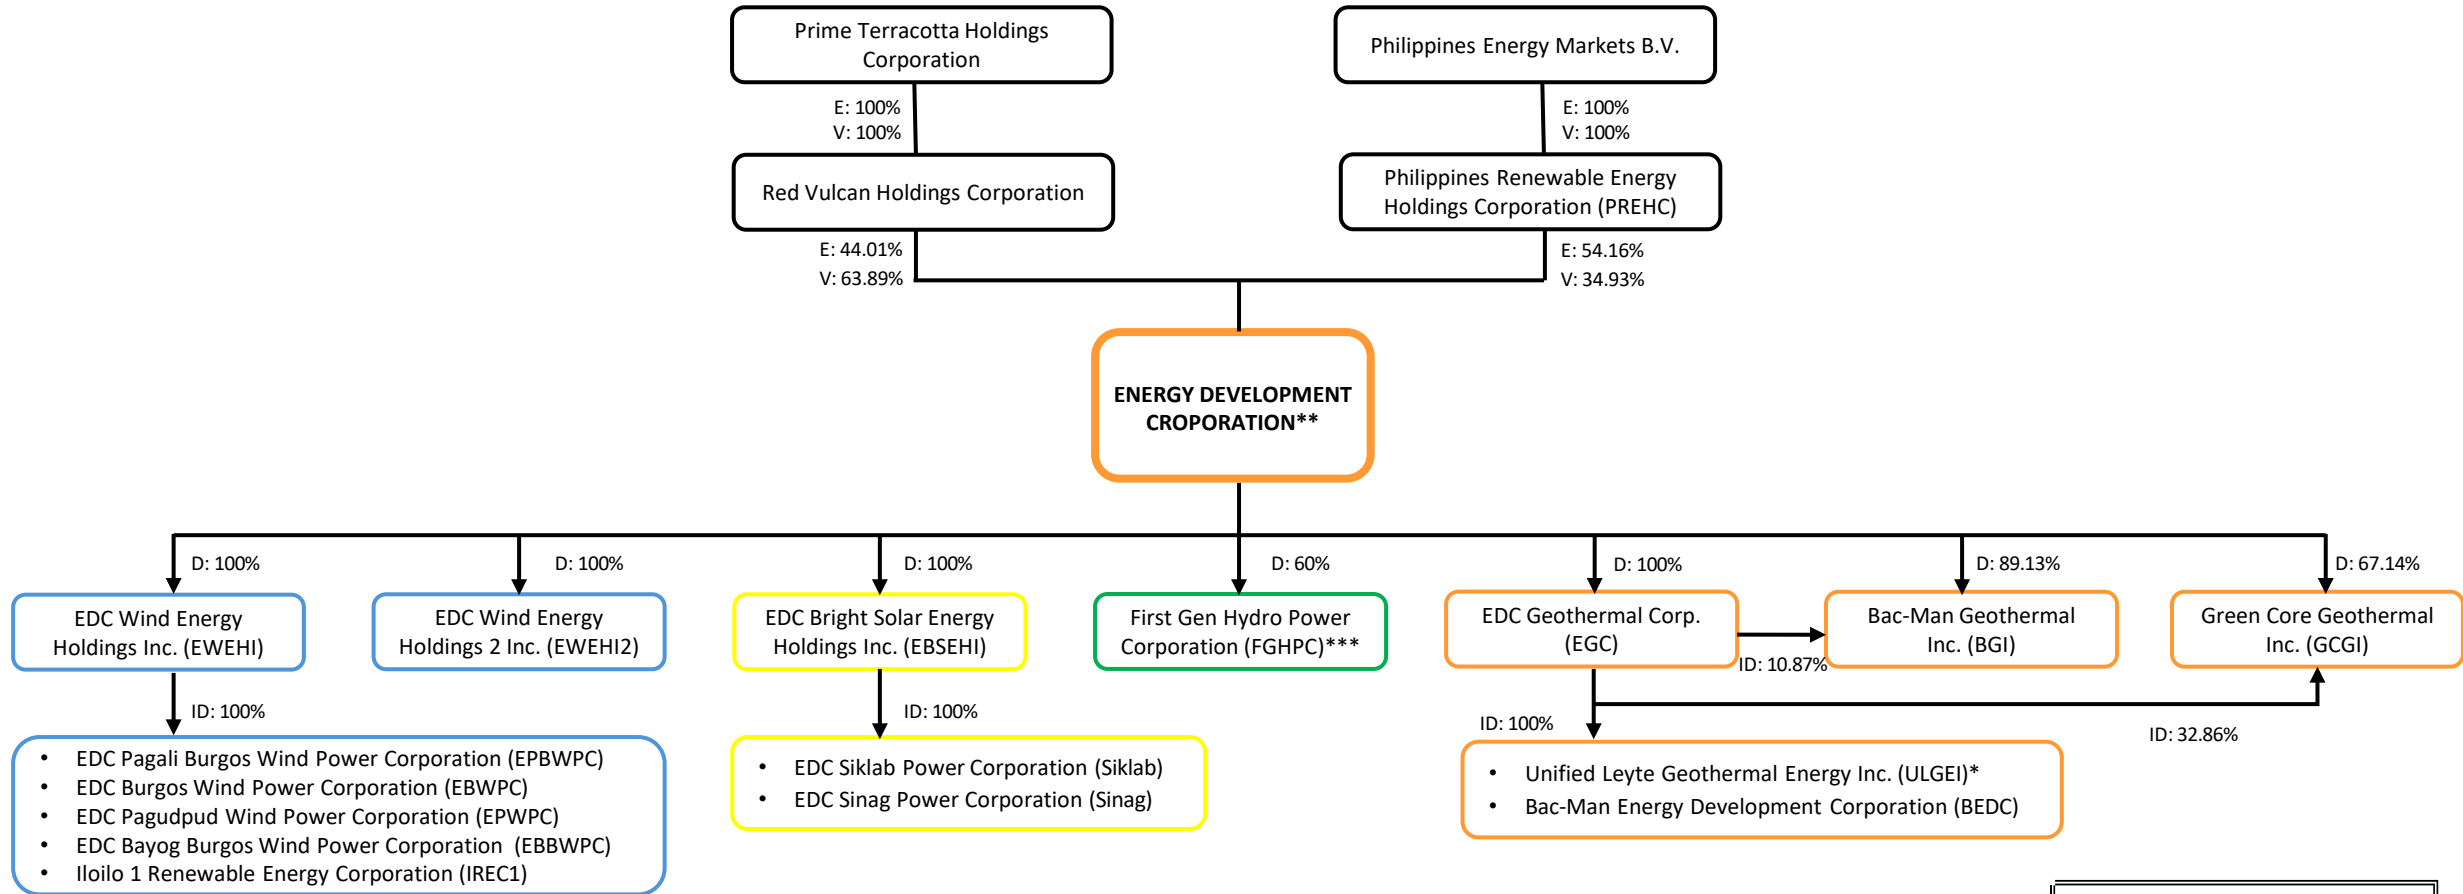 Prime Terracotta Holdings
Corporation
Philippines Energy Markets B.V.
E: 100%
V: 100%
E: 100%
V: 100%
Red Vulcan Holdings Corporation
Philippines Renewable Energy
Holdings Corporation (PREHC)
E: 44.01%
V: 63.89%
E: 54.16%
V: 34.93%
ENERGY DEVELOPMENT
CROPORATION**
D: 100%
D: 100%
D: 100%
D: 60%
D: 100%
D: 89.13%
D: 67.14%
EDC Wind Energy
Holdings Inc. (EWEHI)
EDC Wind Energy
Holdings 2 Inc. (EWEHI2)
EDC Bright Solar Energy
Holdings Inc. (EBSEHI)
First Gen Hydro Power
Corporation (FGHPC)***
EDC Geothermal Corp.
(EGC)
Bac-Man Geothermal
Inc. (BGI)
Green Core Geothermal
Inc. (GCGI)
ID: 10.87%
ID: 100%
ID: 100%
ID: 100%
ID: 32.86%
• EDC Pagali Burgos Wind Power Corporation (EPBWPC)
• EDC Burgos Wind Power Corporation (EBWPC)
• EDC Pagudpud Wind Power Corporation (EPWPC)
• EDC Bayog Burgos Wind Power Corporation (EBBWPC)
• Iloilo 1 Renewable Energy Corporation (IREC1)
• EDC Siklab Power Corporation (Siklab)
• EDC Sinag Power Corporation (Sinag)
• Unified Leyte Geothermal Energy Inc. (ULGEI)*
• Bac-Man Energy Development Corporation (BEDC)